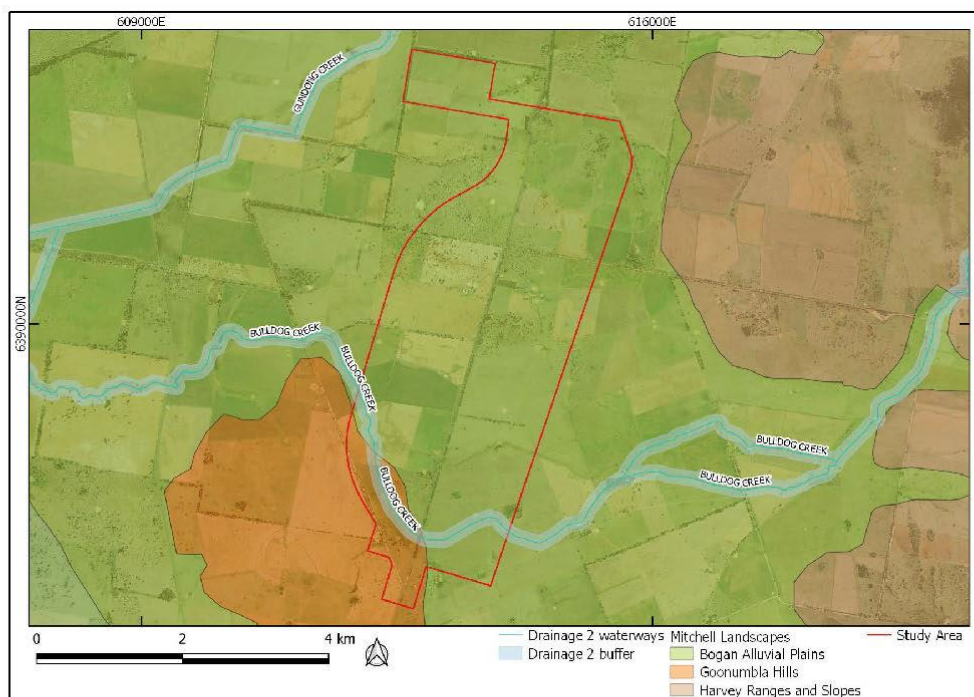 609000E
616000E
GUNDONG CREEK
6390000N
BULLDOG CREEK
BULLDOG CREEK
BULLDOG CREEK
BULLDOG CREEK
BULLDOG CREEK
0 2 4 km
Drainage 2 waterways
Drainage 2 buffer
Mitchell Landscapes
Bogan Alluvial Plains
Goonumbla Hills
Harvey Ranges and Slopes
Study Area